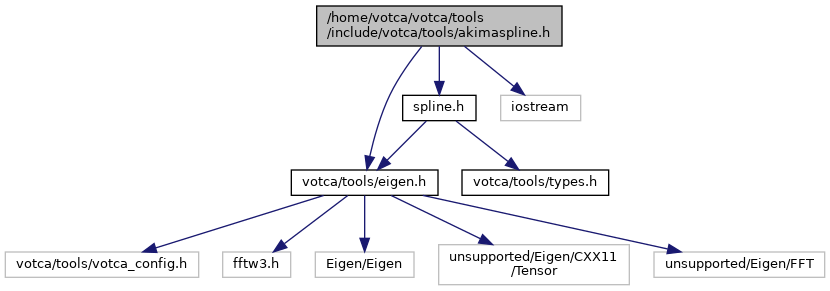 /home/votca/votca/tools
/include/votca/tools/akimaspline.h
spline.h
iostream
votca/tools/eigen.h
votca/tools/types.h
votca/tools/votca_config.h
fftw3.h
Eigen/Eigen
unsupported/Eigen/CXX11
/Tensor
unsupported/Eigen/FFT